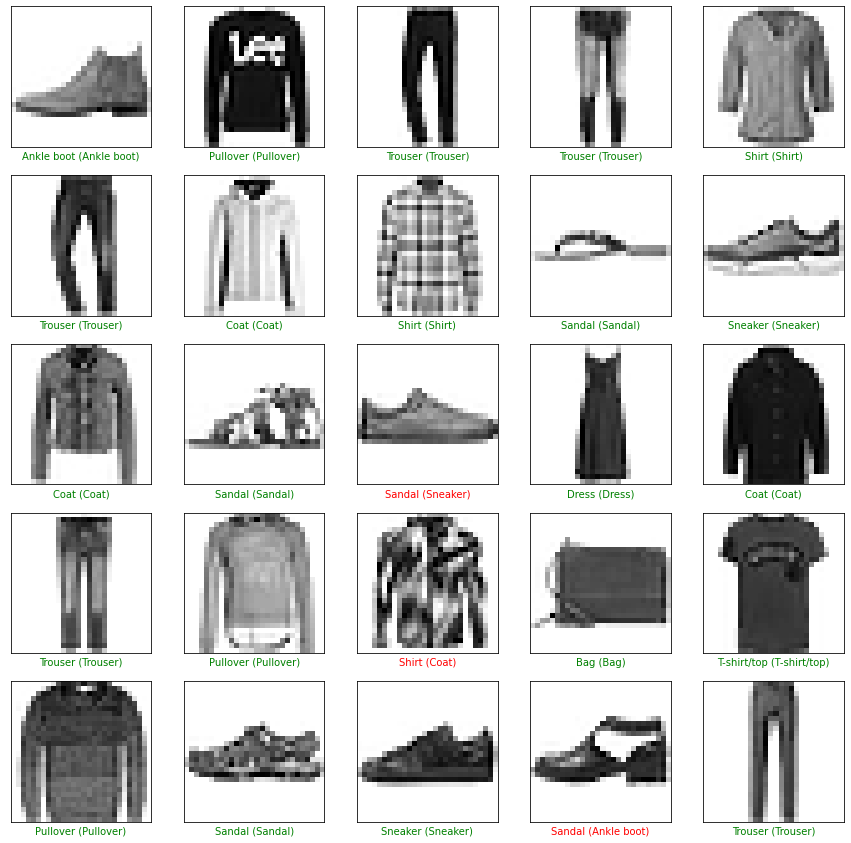 Lee
Ankle boot (Ankle boot)
Pullover (Pullover)
Trouser (Trouser)
Trouser (Trouser)
Shirt (Shirt)
Trouser (Trouser)
Coat (Coat)
Shirt (Shirt)
Sandal (Sandal)
Sneaker (Sneaker)
Coat (Coat)
Sandal (Sandal)
Sandal (Sneaker)
Dress (Dress)
Coat (Coat)
Trouser (Trouser)
Pullover (Pullover)
Shirt (Coat)
Bag (Bag)
T-shirt/top (T-shirt/top)
Pullover (Pullover)
Sandal (Sandal)
Sneaker (Sneaker)
Sandal (Ankle boot)
Trouser (Trouser)